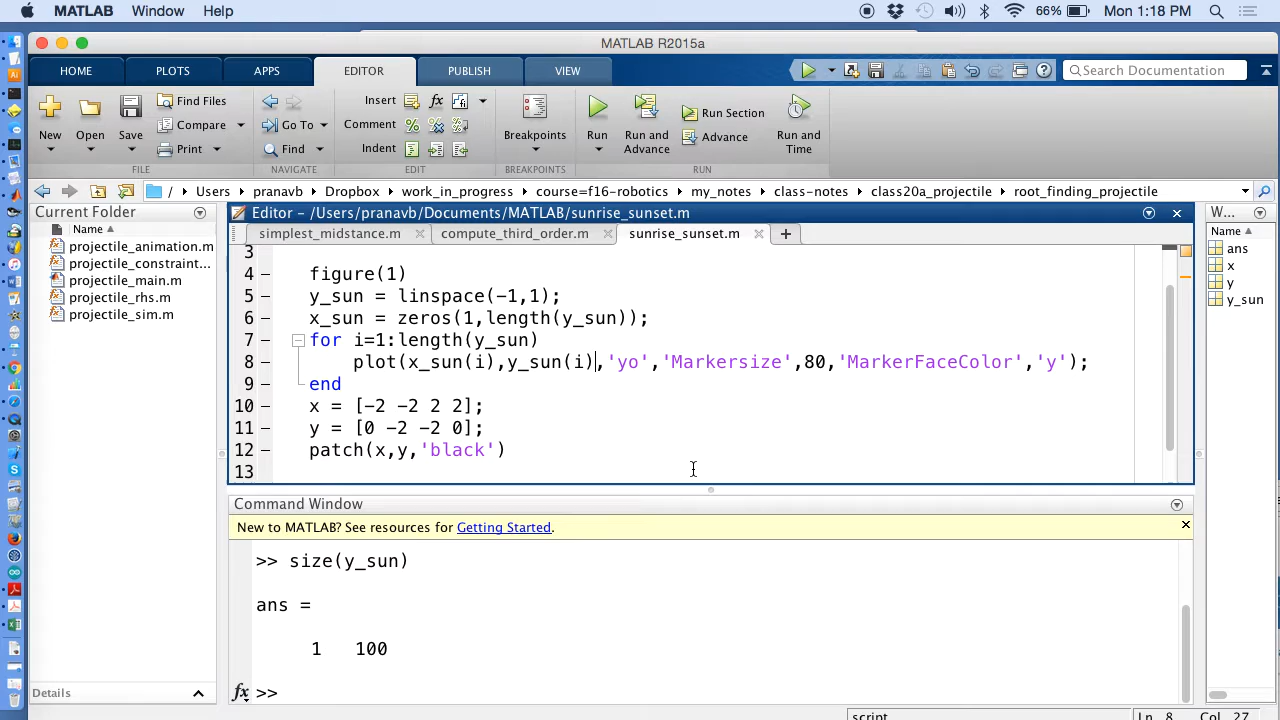 MATLAB Window Help 66% Mon 1:18 PM
MATLAB R2015a
HOME PLOTS APPS EDITOR PUBLISH VIEW Search Documentation
New Open Save Find Files Compare Print Insert fx Comment Indent Go To Find Breakpoints Run Run and Advance Run Section Advance Run and Time
FILE NAVIGATE EDIT BREAKPOINTS RUN
/ Users pranavb Dropbox work_in_progress course=f16-robotics my_notes class-notes class20a_projectile root_finding_projectile
Current Folder
Name
projectile_animation.m
projectile_constraint...
projectile_main.m
projectile_rhs.m
projectile_sim.m
Details
Editor - /Users/pranavb/Documents/MATLAB/sunrise_sunset.m
simplest_midstance.m compute_third_order.m sunrise_sunset.m
3
4 figure(1)
5 y_sun = linspace(-1,1);
6 x_sun = zeros(1,length(y_sun));
7 for i=1:length(y_sun)
8 plot(x_sun(i),y_sun(i),'yo','Markersize',80,'MarkerFaceColor','y');
9 end
10 x = [-2 -2 2 2];
11 y = [0 -2 -2 0];
12 patch(x,y,'black')
13
Command Window
New to MATLAB? See resources for Getting Started.
>> size(y_sun)
ans =
1 100
fx >>
W...
Name
ans
x
y
y_sun
script Ln 8 Col 27